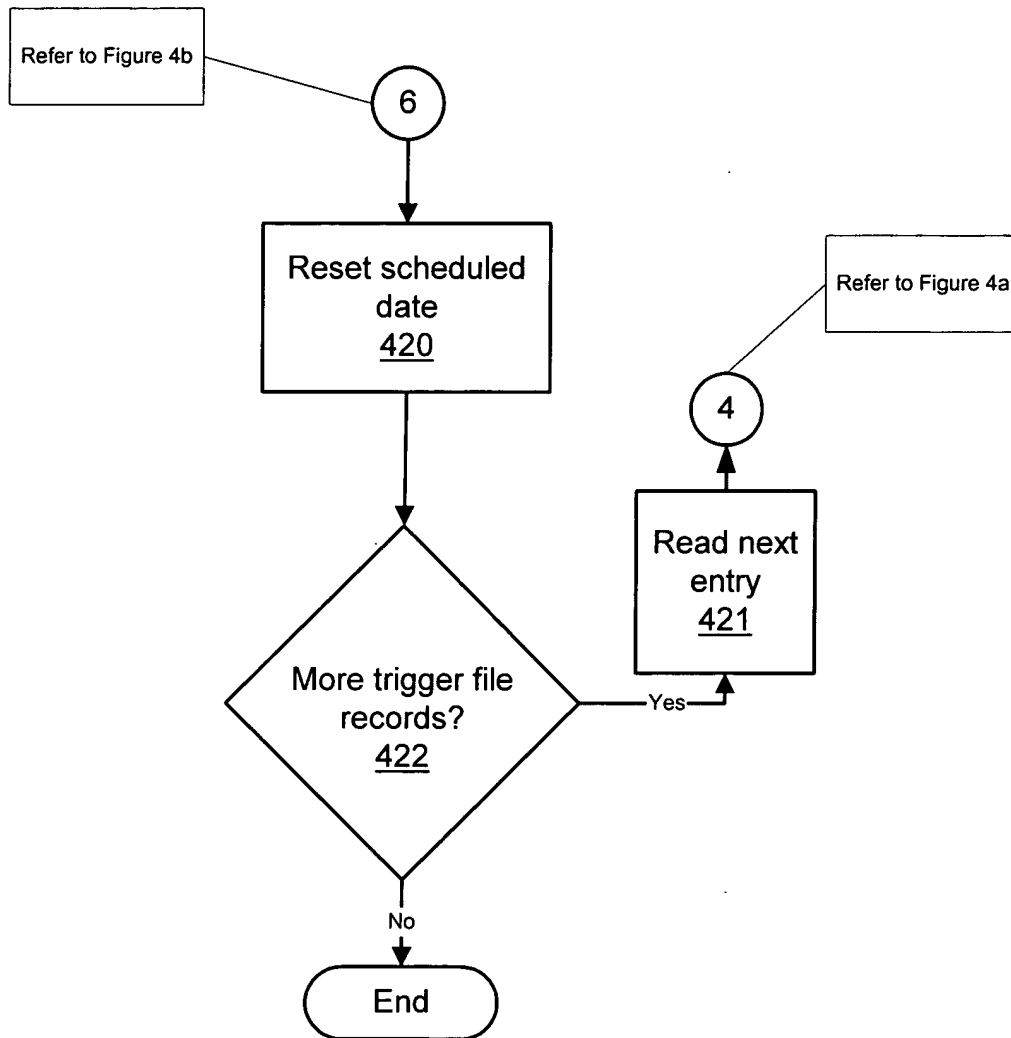 Refer to Figure 4b
6
Reset scheduled
date
420
Refer to Figure 4a
4
Read next
entry
421
More trigger file
records?
422
Yes
No
End